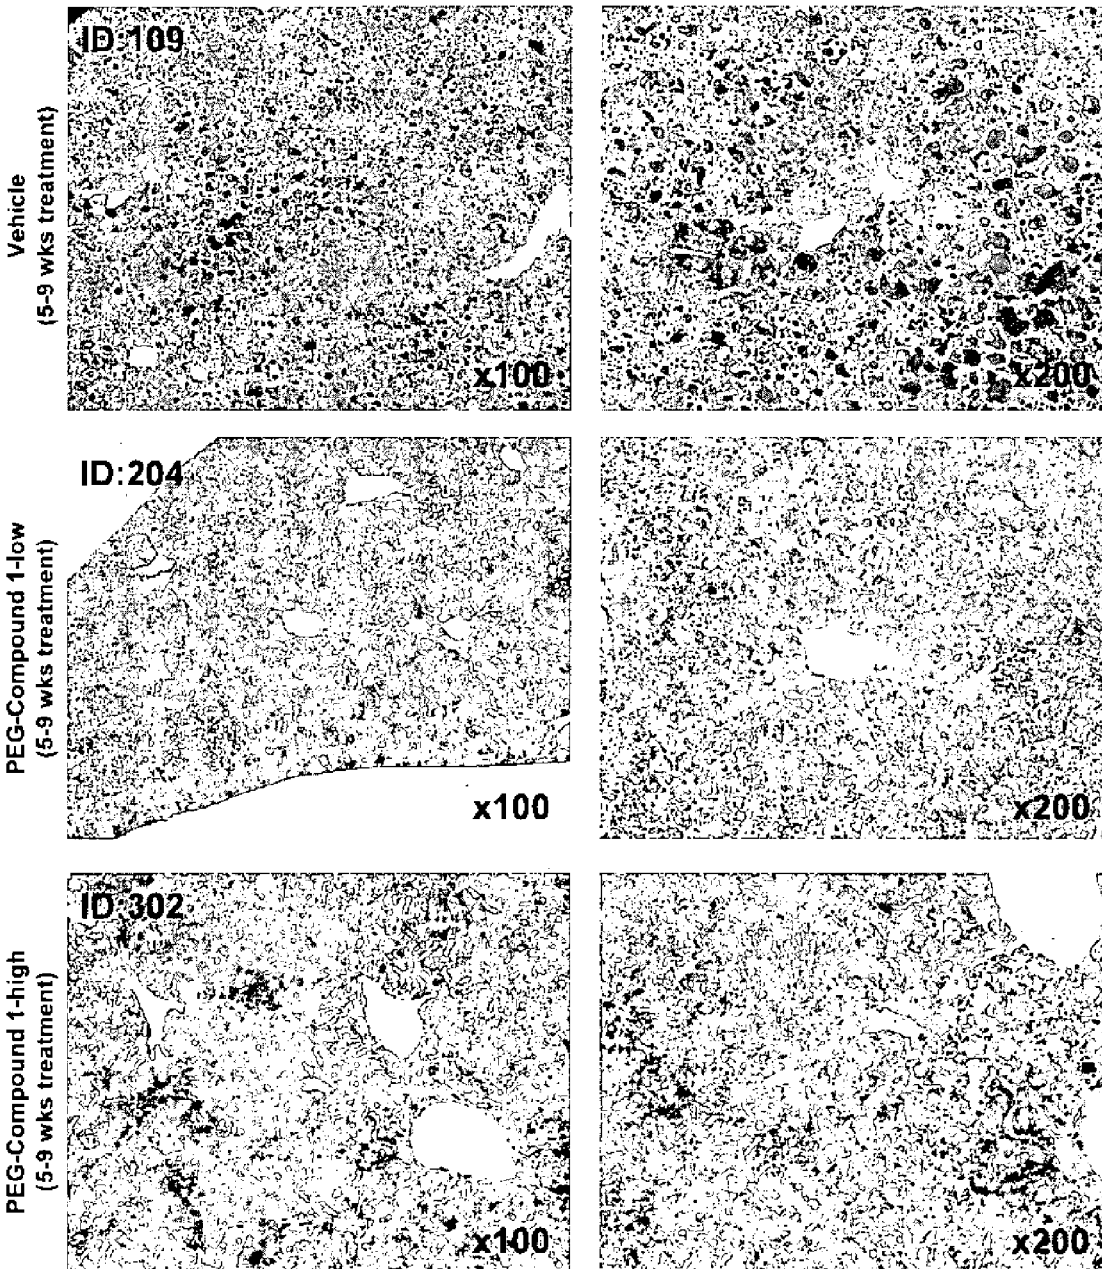 Vehicle
(5-9 wks treatment)
ID:109
x100
x200
PEG-Compound 1-low
(5-9 wks treatment)
ID:204
x100
x200
PEG-Compound 1-high
(5-9 wks treatment)
ID:302
x100
x200